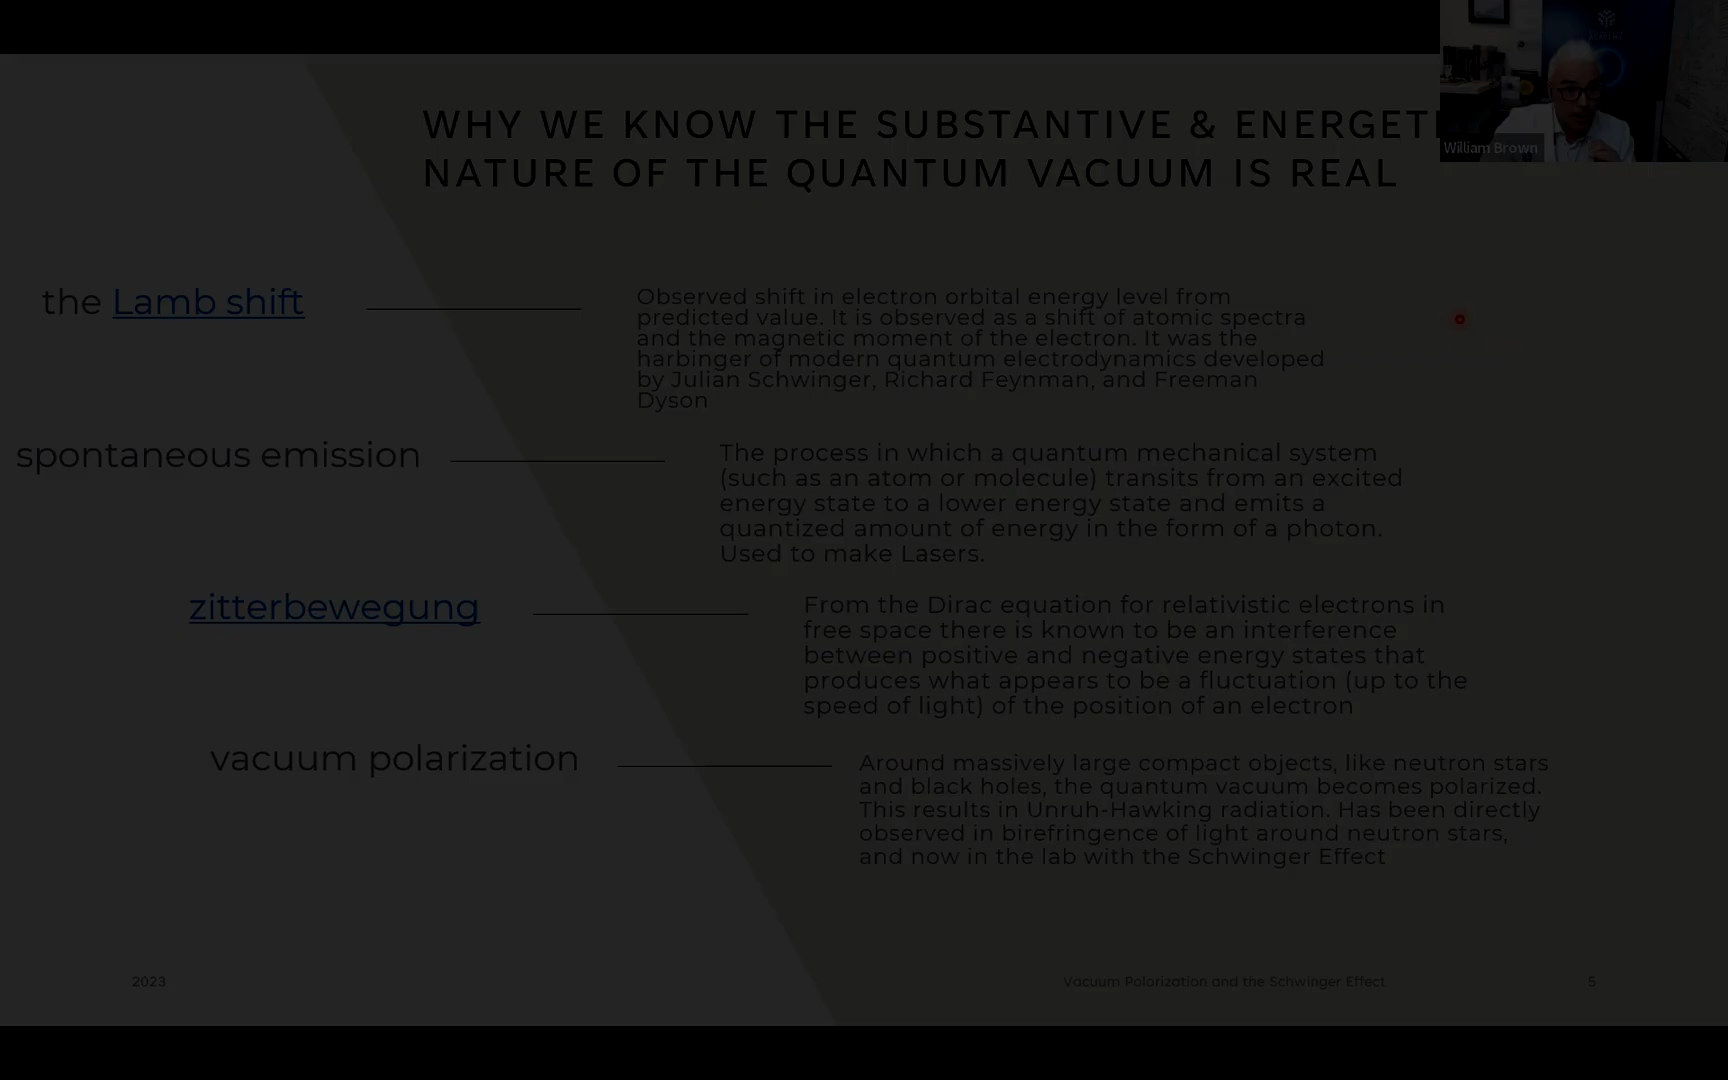 WHY WE KNOW THE SUBSTANTIVE & ENERGETI
NATURE OF THE QUANTUM VACUUM IS REAL
William Brown
the Lamb shift
Observed shift in electron orbital energy level from
predicted value. It is observed as a shift of atomic spectra
and the magnetic moment of the electron. It was the
harbinger of modern quantum electrodynamics developed
by Julian Schwinger, Richard Feynman, and Freeman
Dyson
spontaneous emission
The process in which a quantum mechanical system
(such as an atom or molecule) transits from an excited
energy state to a lower energy state and emits a
quantized amount of energy in the form of a photon.
Used to make Lasers.
zitterbewegung
From the Dirac equation for relativistic electrons in
free space there is known to be an interference
between positive and negative energy states that
produces what appears to be a fluctuation (up to the
speed of light) of the position of an electron
vacuum polarization
Around massively large compact objects, like neutron stars
and black holes, the quantum vacuum becomes polarized.
This results in Unruh-Hawking radiation. Has been directly
observed in birefringence of light around neutron stars,
and now in the lab with the Schwinger Effect
2023
Vacuum Polarization and the Schwinger Effect
5